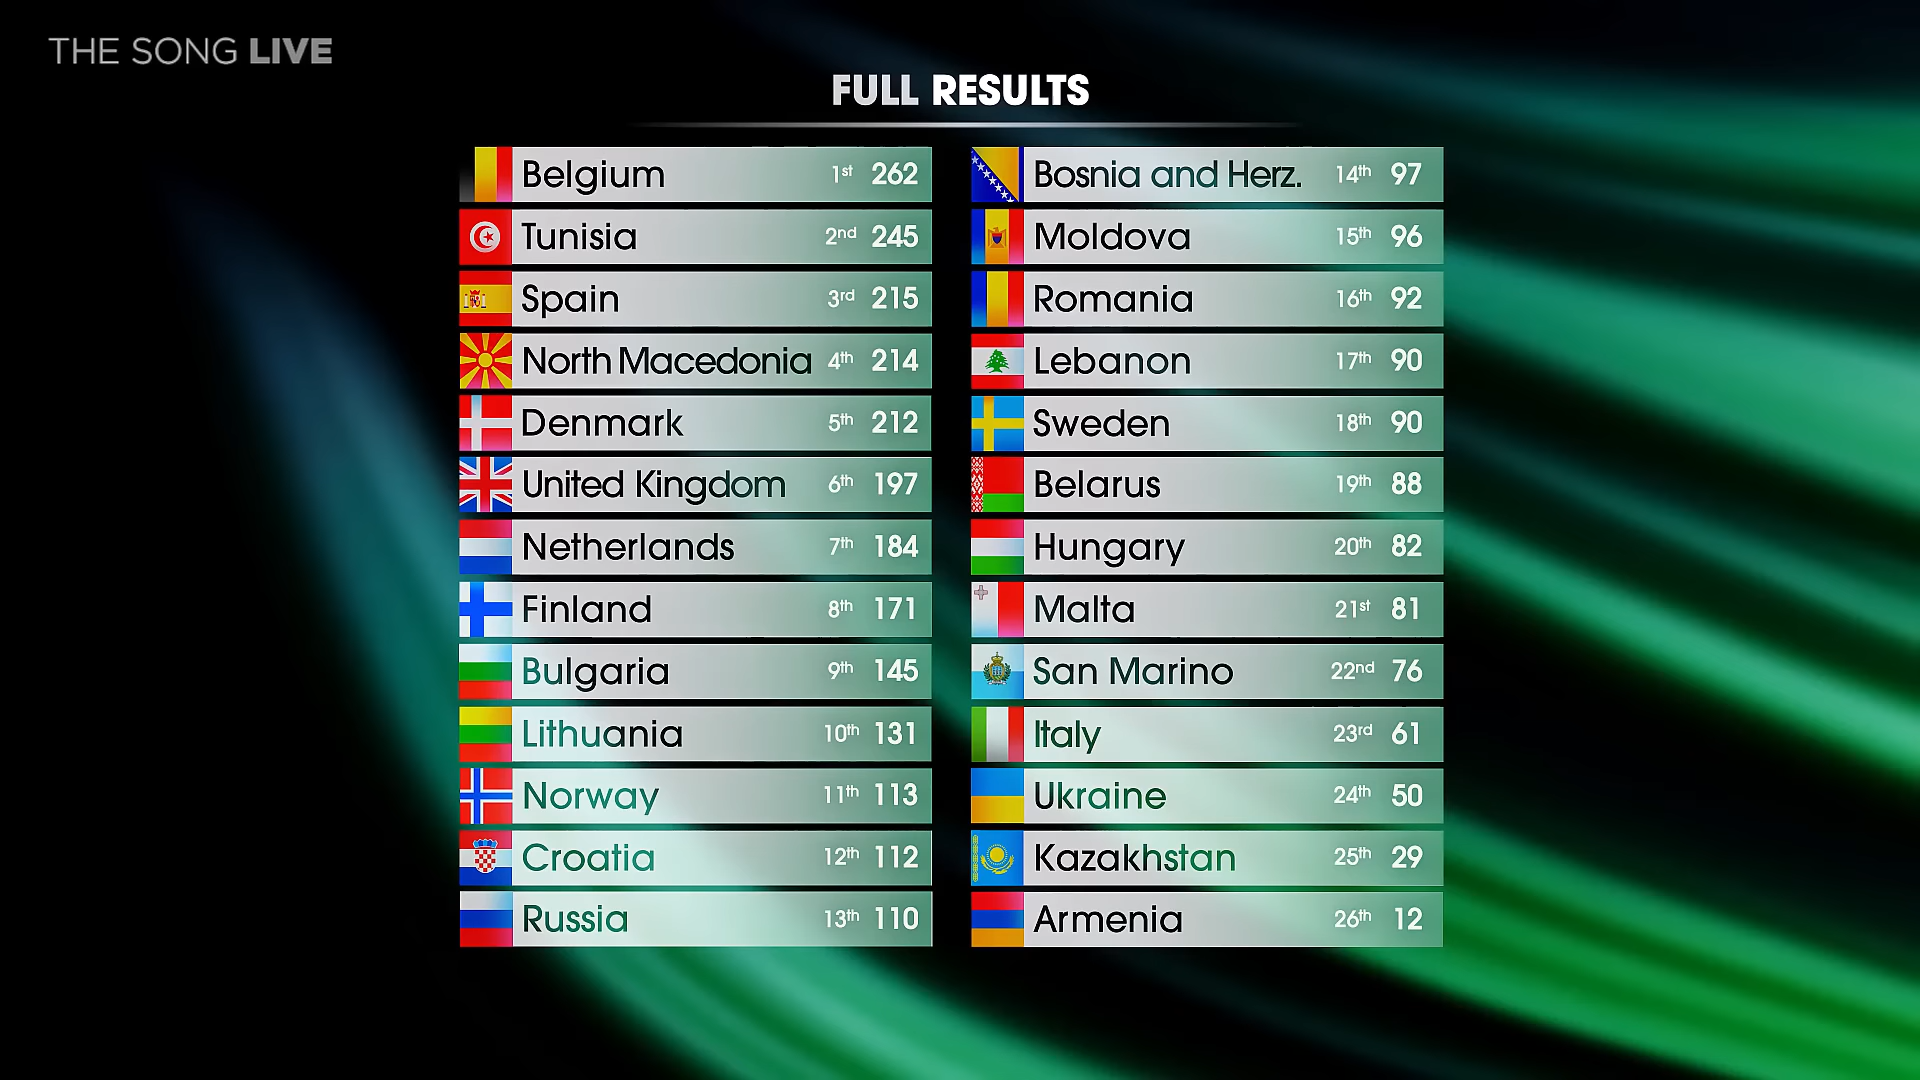 THE SONG LIVE
FULL RESULTS
Belgium 1st 262
Tunisia 2nd 245
Spain 3rd 215
North Macedonia 4th 214
Denmark 5th 212
United Kingdom 6th 197
Netherlands 7th 184
Finland 8th 171
Bulgaria 9th 145
Lithuania 10th 131
Norway 11th 113
Croatia 12th 112
Russia 13th 110
Bosnia and Herz. 14th 97
Moldova 15th 96
Romania 16th 92
Lebanon 17th 90
Sweden 18th 90
Belarus 19th 88
Hungary 20th 82
Malta 21st 81
San Marino 22nd 76
Italy 23rd 61
Ukraine 24th 50
Kazakhstan 25th 29
Armenia 26th 12